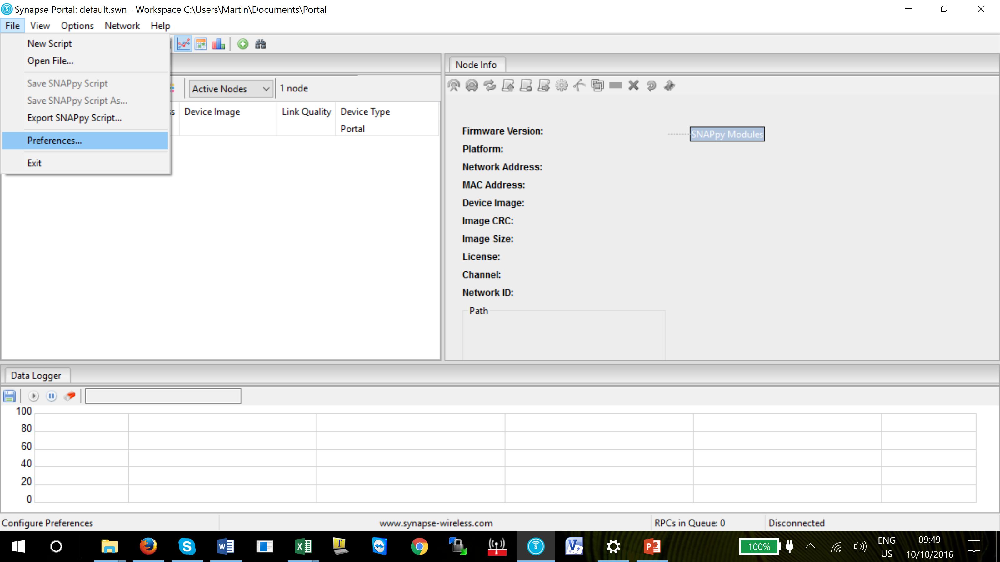 Synapse Portal: default.swn - Workspace C:\Users\Martin\Documents\Portal
File View Options Network Help
New Script
Open File...
Save SNAPpy Script
Save SNAPpy Script As...
Export SNAPpy Script...
Preferences...
Exit
Active Nodes 1 node
Device Image Link Quality Device Type
Portal
Node Info
Firmware Version:
Platform:
Network Address:
MAC Address:
Device Image:
Image CRC:
Image Size:
License:
Channel:
Network ID:
Path
SNAPpy Modules
Data Logger
100
80
60
40
20
0
Configure Preferences www.synapse-wireless.com RPCs in Queue: 0 Disconnected
100% ENG 09:49
US 10/10/2016